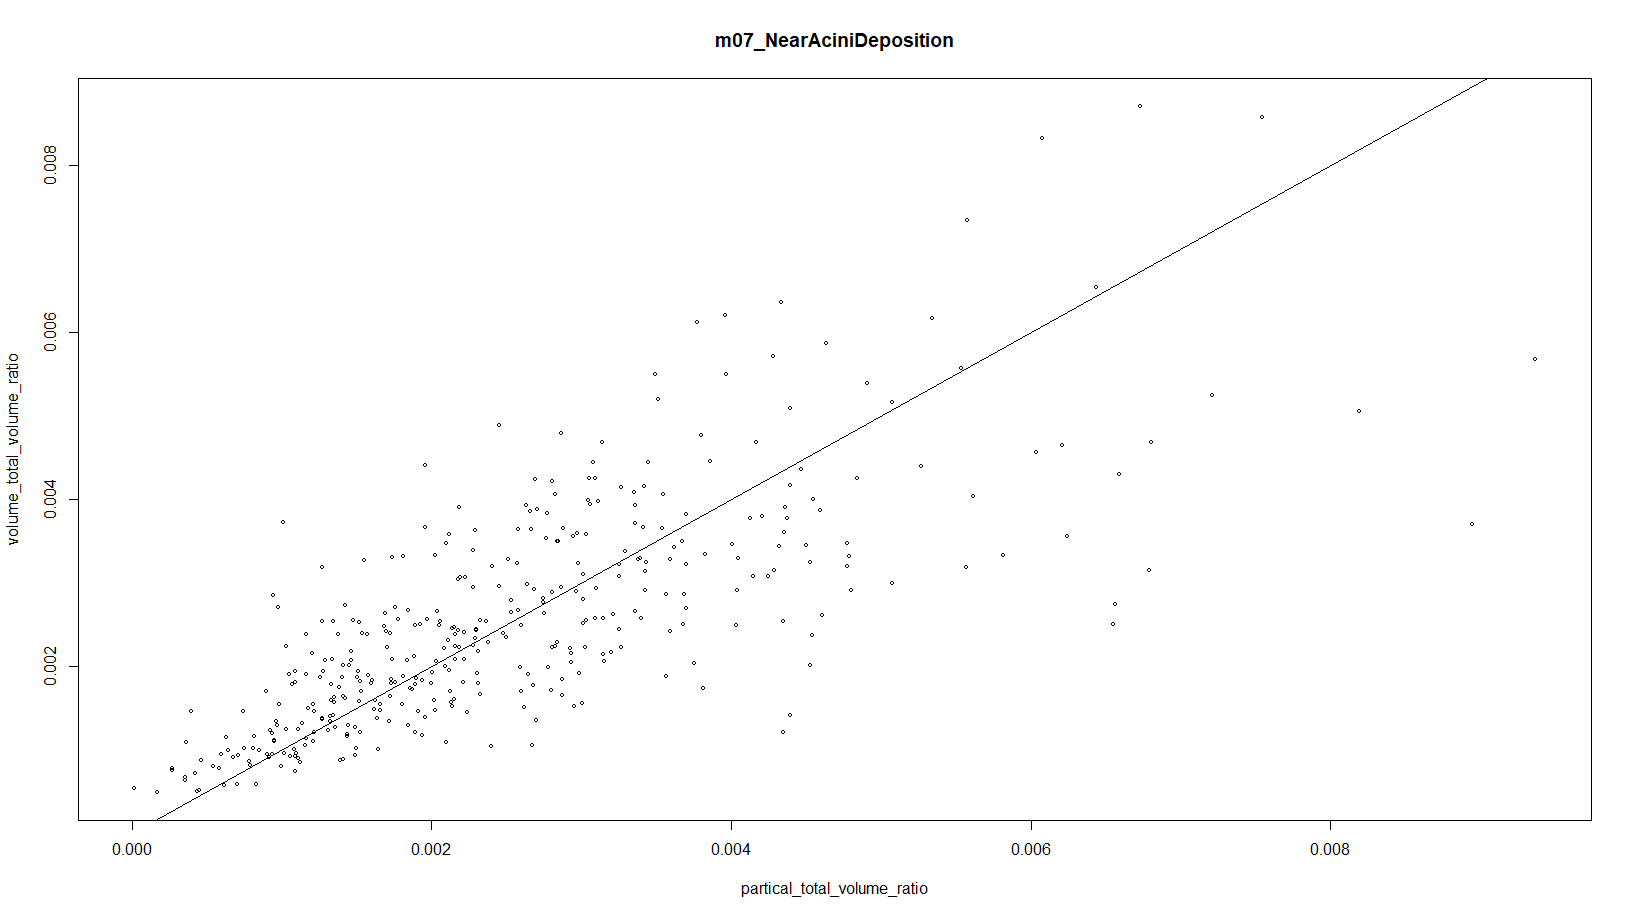 m07_NearAciniDeposition
volume_total_volume_ratio
0.008
0.006
0.004
0.002
0.000 0.002 0.004 0.006 0.008
partical_total_volume_ratio